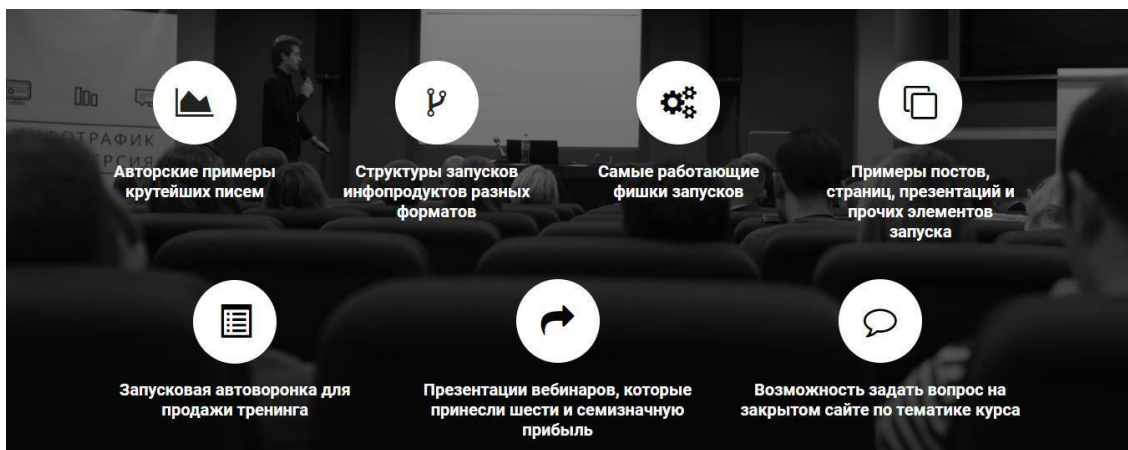 Авторские примеры
крутейших писем
Структуры запусков
инфопродуктов разных
форматов
Самые работающие
фишки запусков
Примеры постов,
страниц, презентаций и
прочих элементов
запуска
Запусковая автоворонка для
продажи тренинга
Презентации вебинаров, которые
принесли шести и семизначную
прибыль
Возможность задать вопрос на
закрытом сайте по тематике курса